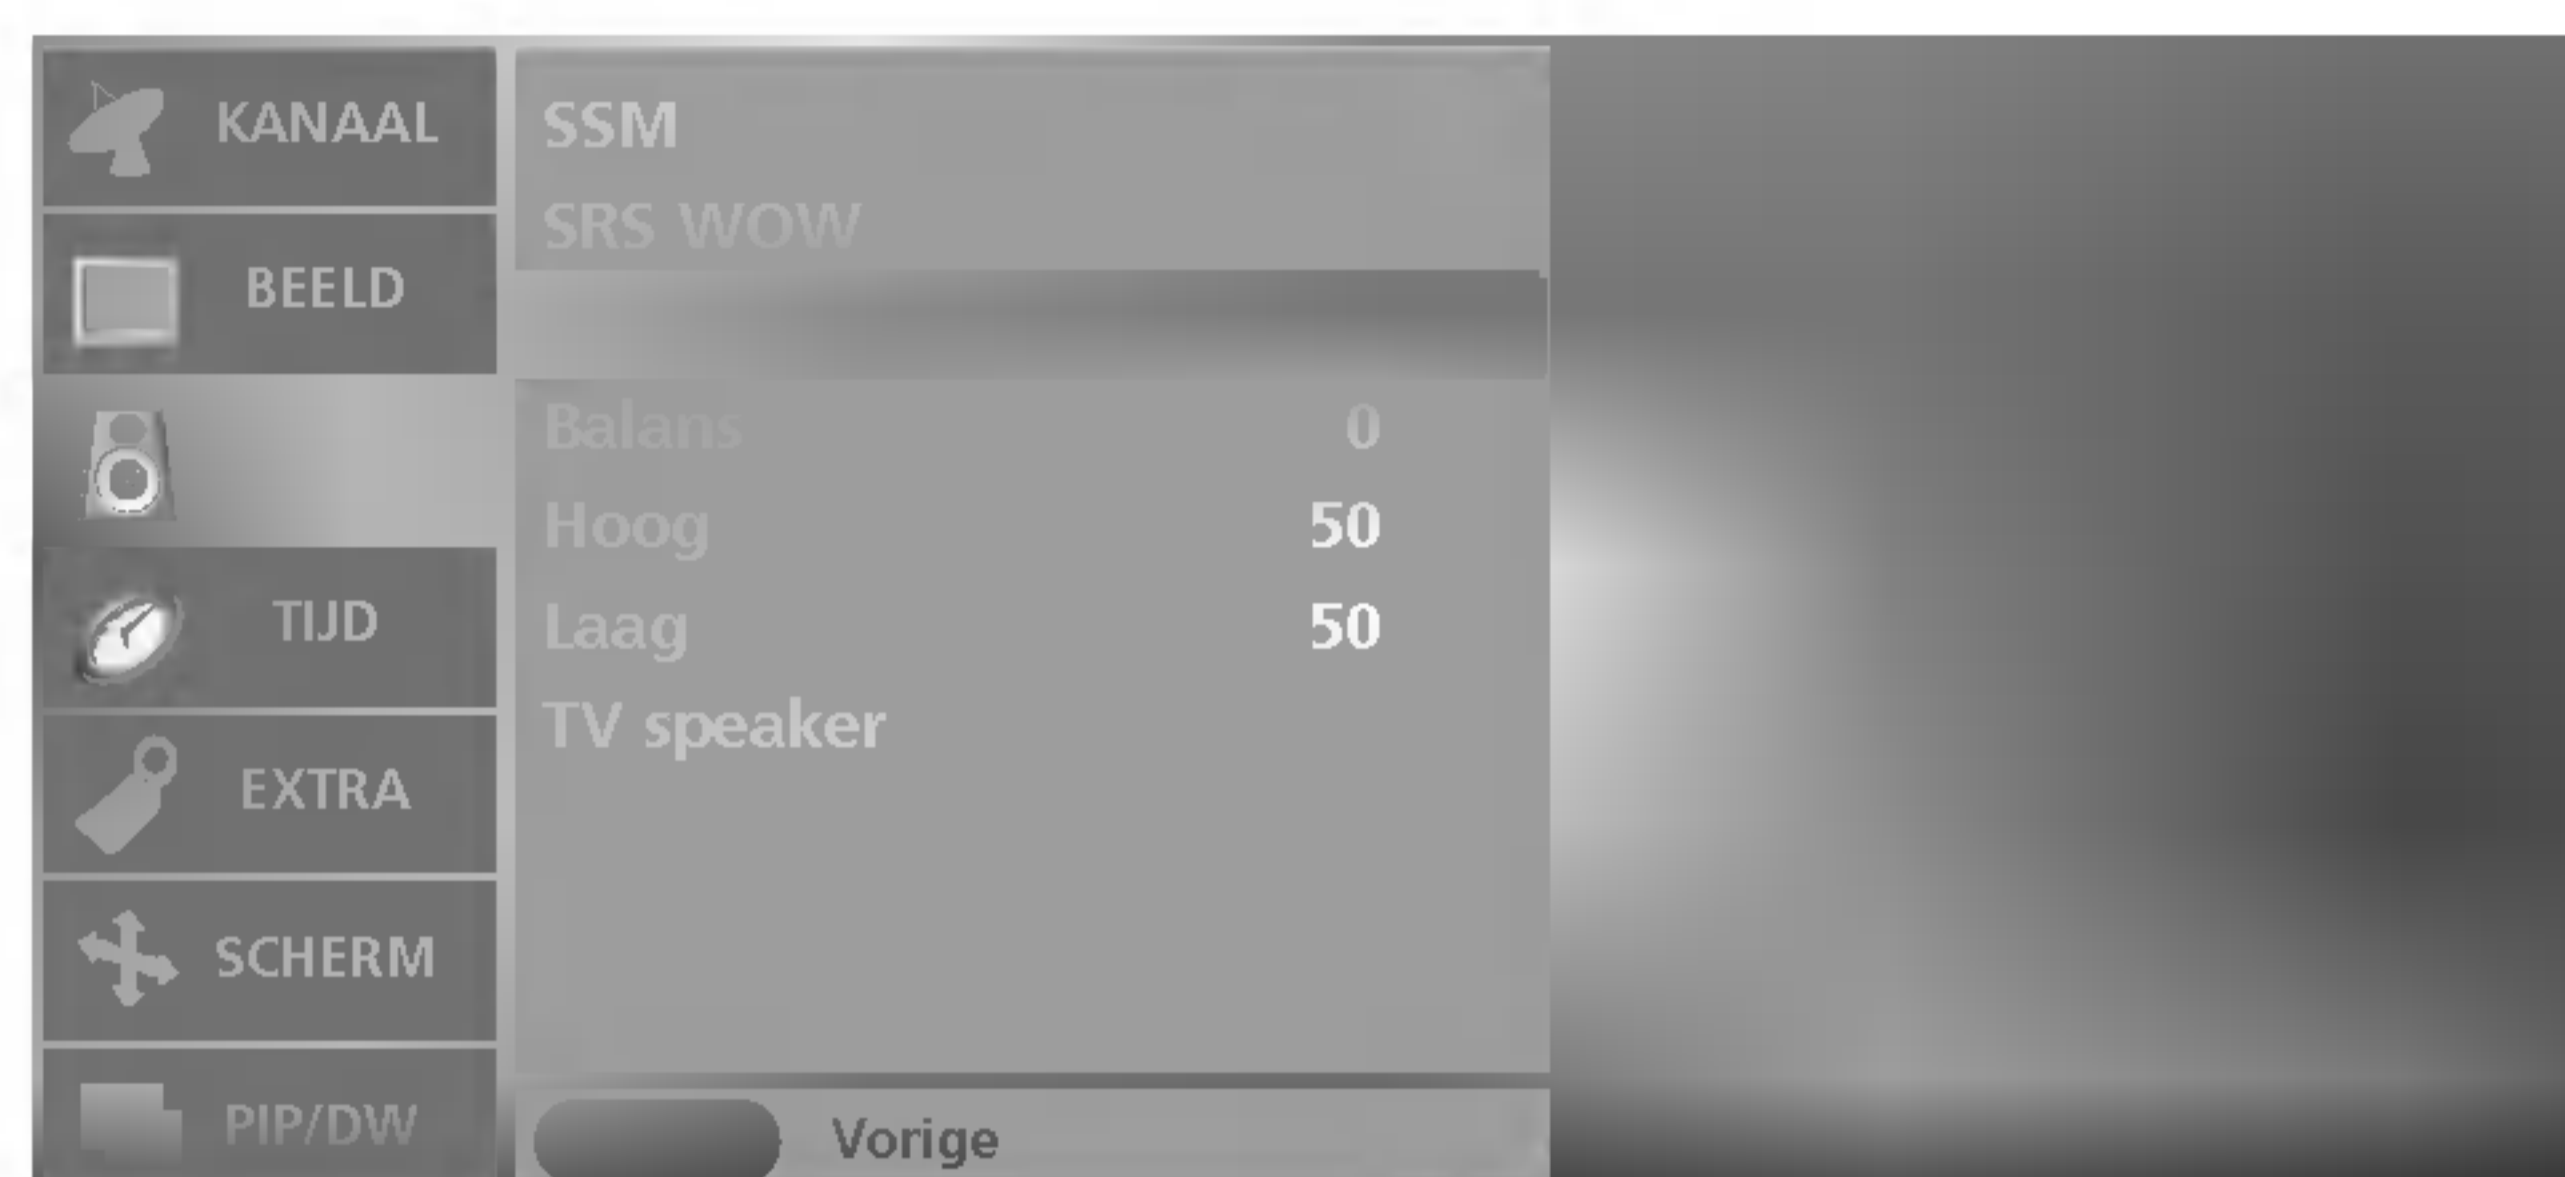 KANAAL
BEELD
TIJD
EXTRA
SCHERM
PIP/DW
SSM
SRS WOW
Balans 0
Hoog 50
Laag 50
TV speaker
Vorige